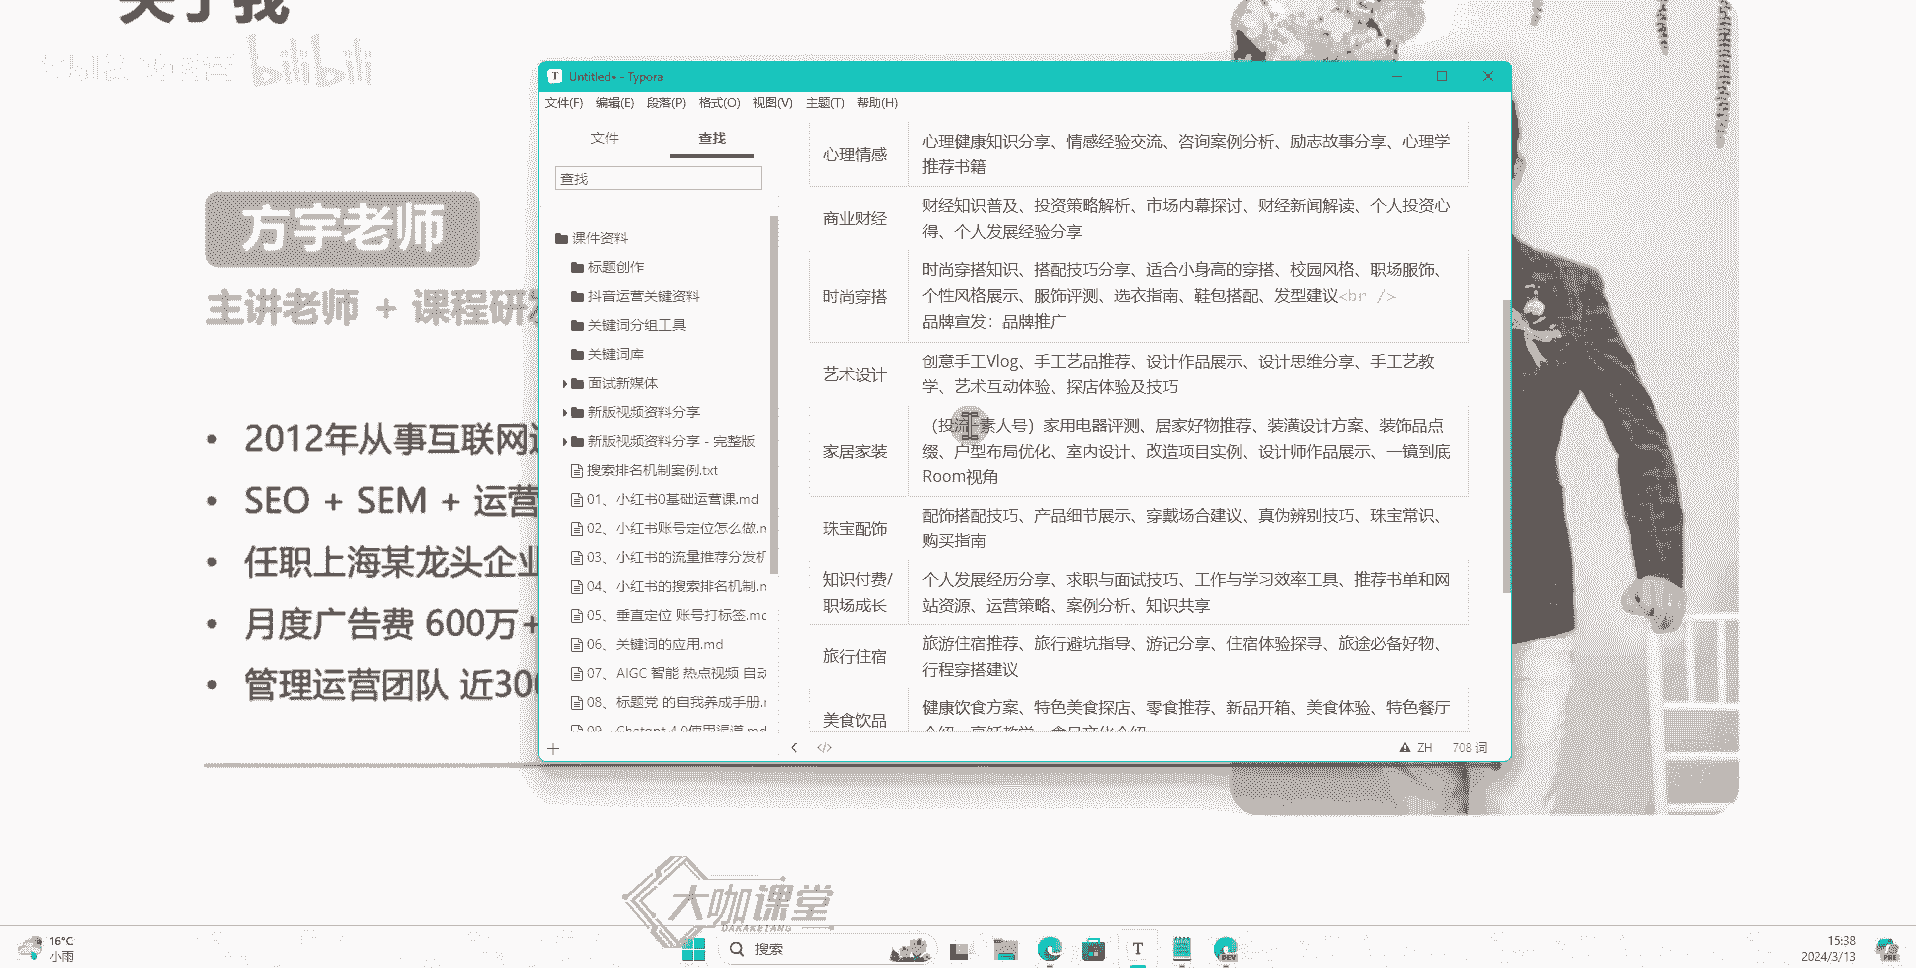 关于我
bilibili
方宇老师
主讲老师 + 课程研发
2012年从事互联网运
SEO + SEM + 运营
任职上海某龙头企业
月度广告费 600万+
管理运营团队 近300
Untitled• - Typora
文件(F) 编辑(E) 段落(P) 格式(O) 视图(V) 主题(T) 帮助(H)
文件 查找
查找
课件资料
标题创作
抖音运营关键资料
关键词分组工具
关键词库
面试新媒体
新版视频资料分享
新版视频资料分享 - 完整版
搜索排名机制案例.txt
01、小红书0基础运营课.md
02、小红书账号定位怎么做.m
03、小红书的流量推荐分发机
04、小红书的搜索排名机制.m
05、垂直定位 账号打标签.md
06、关键词的应用.md
07、AIGC 智能 热点视频 自动
08、标题党 的自我养成手册.m
09、Chatgpt 4.0使用渠道.md
心理情感
心理健康知识分享、情感经验交流、咨询案例分析、励志故事分享、心理学
推荐书籍
商业财经
财经知识普及、投资策略解析、市场内幕探讨、财经新闻解读、个人投资心
得、个人发展经验分享
时尚穿搭
时尚穿搭知识、搭配技巧分享、适合小身高的穿搭、校园风格、职场服饰、
个性风格展示、服饰评测、选衣指南、鞋包搭配、发型建议<br />
品牌宣发：品牌推广
艺术设计
创意手工Vlog、手工艺品推荐、设计作品展示、设计思维分享、手工艺教
学、艺术互动体验、探店体验及技巧
家居家装
（投流+素人号）家用电器评测、居家好物推荐、装潢设计方案、装饰品点
缀、户型布局优化、室内设计、改造项目实例、设计师作品展示、一镜到底
Room视角
珠宝配饰
配饰搭配技巧、产品细节展示、穿戴场合建议、真伪辨别技巧、珠宝常识、
购买指南
知识付费/
职场成长
个人发展经历分享、求职与面试技巧、工作与学习效率工具、推荐书单和网
站资源、运营策略、案例分析、知识共享
旅行住宿
旅游住宿推荐、旅行避坑指导、游记分享、住宿体验探寻、旅途必备好物、
行程穿搭建议
美食饮品
健康饮食方案、特色美食探店、零食推荐、新品开箱、美食体验、特色餐厅
介绍、烹饪教学、食品文化介绍
ZH 708 词
大咖课堂
DAKAKETANG
16°C
小雨
搜索
DEV
15:38
2024/3/13
PRE